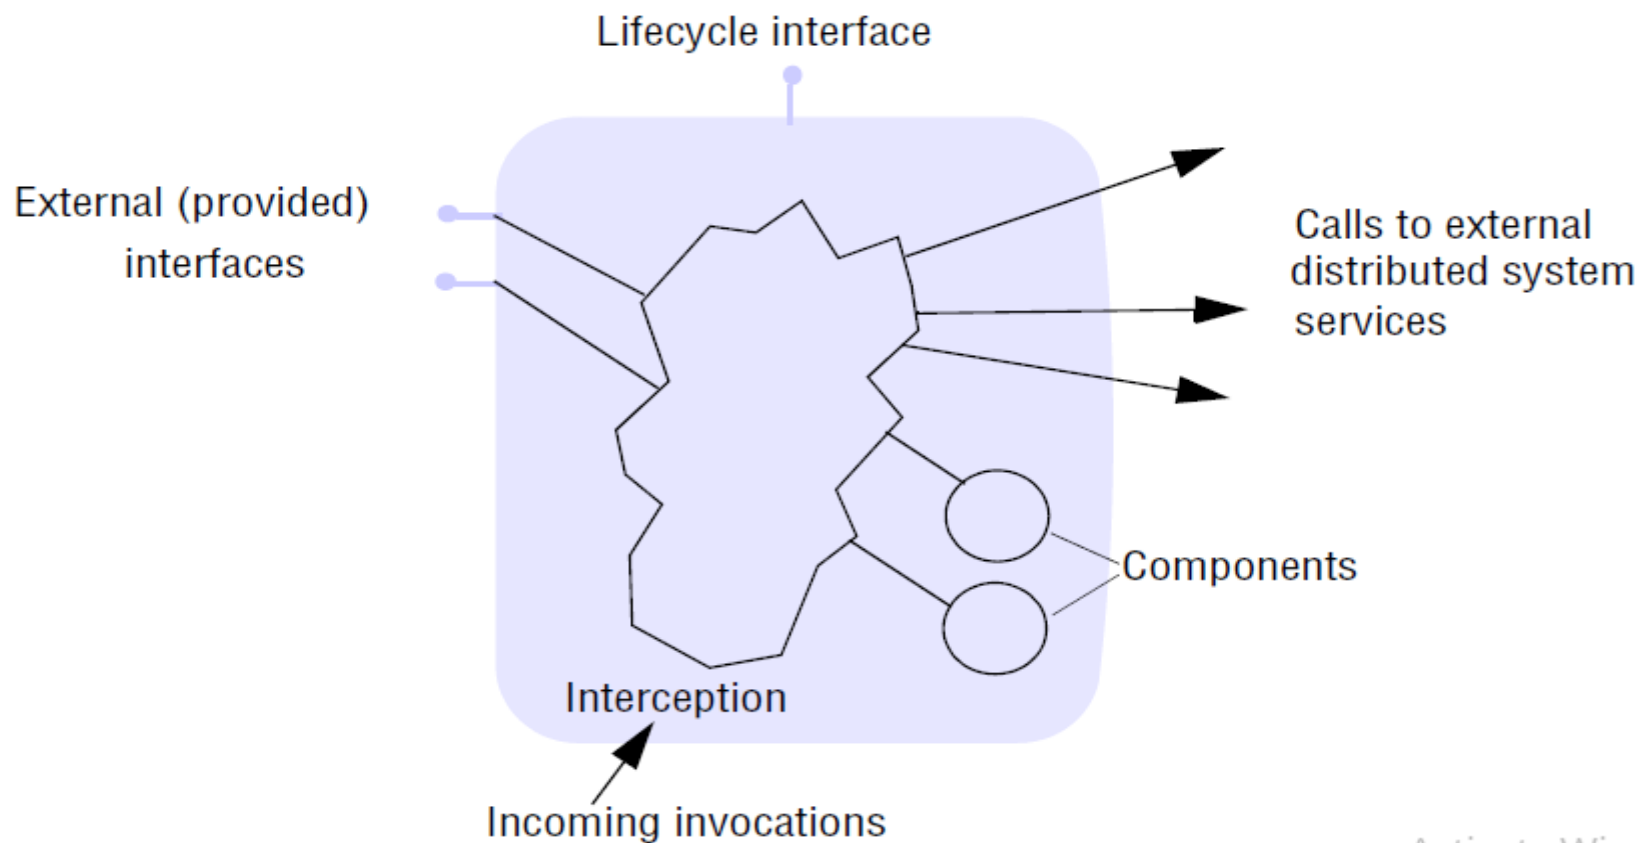 Lifecycle interface
External (provided)
interfaces
Calls to external
distributed system
services
Components
Interception
Incoming invocations